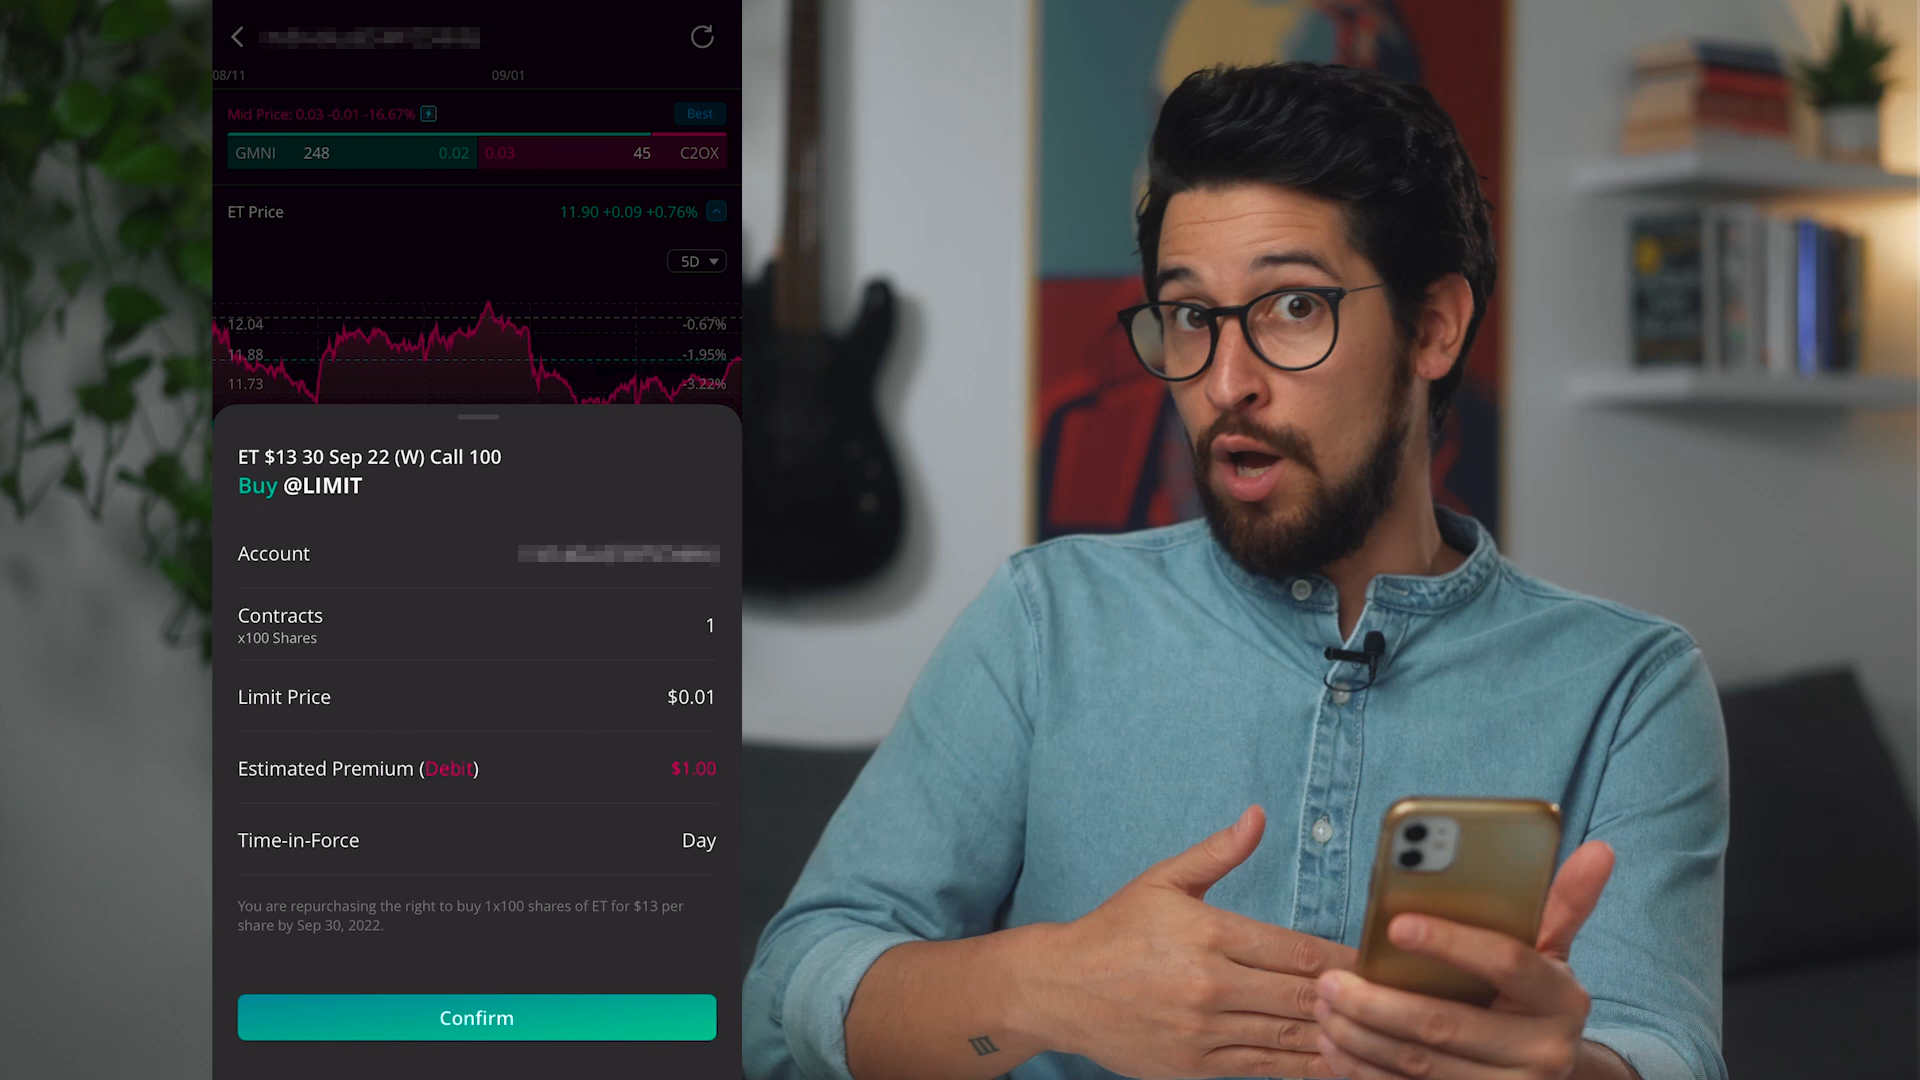 08/11 09/01
Mid Price: 0.03 -0.01 -16.67% Best
GMNI 248 0.02 0.03 45 C2OX
ET Price 11.90 +0.09 +0.76%
5D
12.04 -0.67%
11.88 -1.95%
11.73 -3.22%
ET $13 30 Sep 22 (W) Call 100
Buy @LIMIT
Account
Contracts 1
x100 Shares
Limit Price $0.01
Estimated Premium (Debit) $1.00
Time-in-Force Day
You are repurchasing the right to buy 1x100 shares of ET for $13 per
share by Sep 30, 2022.
Confirm